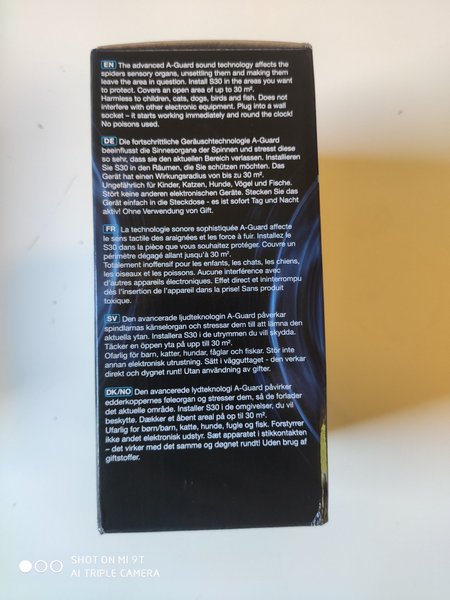 EN The advanced A-Guard sound technology affects the
spiders sensory organs, unsettling them and making them
leave the area in question. Install S30 in the areas you want
to protect. Covers an open area of up to 30 m².
Harmless to children, cats, dogs, birds and fish. Does not
interfere with other electronic equipment. Plug into a wall
socket – it starts working immediately and round the clock!
No poisons used.
DE Die fortschrittliche Geräuschtechnologie A-Guard
beeinflusst die Sinnesorgane der Spinnen und stresst diese
so sehr, dass sie den aktuellen Bereich verlassen. Installieren
Sie S30 in den Räumen, die Sie schützen möchten. Das
Gerät hat einen Wirkungsradius von bis zu 30 m².
Ungefährlich für Kinder, Katzen, Hunde, Vögel und Fische.
Stört keine anderen elektronischen Geräte. Stecken Sie das
Gerät einfach in die Steckdose - es ist sofort Tag und Nacht
aktiv! Ohne Verwendung von Gift.
FR La technologie sonore sophistiquée A-Guard affecte
le sens tactile des araignées et les force à fuir. Installez le
S30 dans la pièce que vous souhaitez protéger. Couvre un
périmètre dégagé allant jusqu'à 30 m².
Totalement inoffensif pour les enfants, les chats, les chiens,
les oiseaux et les poissons. Aucune interférence avec
d'autres appareils électroniques. Effet direct et ininterrompu
dès l'insertion de l'appareil dans la prise! Sans produit
toxique.
SV Den avancerade ljudteknologin A-Guard påverkar
spindlarnas känselorgan och stressar dem till att lämna den
aktuella ytan. Installera S30 i de utrymmen du vill skydda.
Täcker en öppen yta på upp till 30 m².
Ofarlig för barn, katter, hundar, fåglar och fiskar. Stör inte
annan elektronisk utrustning. Sätt i vägguttaget - den verkar
direkt och dygnet runt! Utan användning av gifter.
DK/NO Den avancerede lydteknologi A-Guard påvirker
edderkoppernes føleorgan og stresser dem, så de forlader
det aktuelle område. Installer S30 i de omgivelser, du vil
beskytte. Dækker et åbent areal på op til 30 m².
Ufarlig for børn/barn, katte, hunde, fugle og fisk. Forstyrrer
ikke andet elektronisk udstyr. Sæt apparatet i stikkontakten
– det virker med det samme og døgnet rundt! Uden brug af
giftstoffer.
SHOT ON MI 9T
AI TRIPLE CAMERA